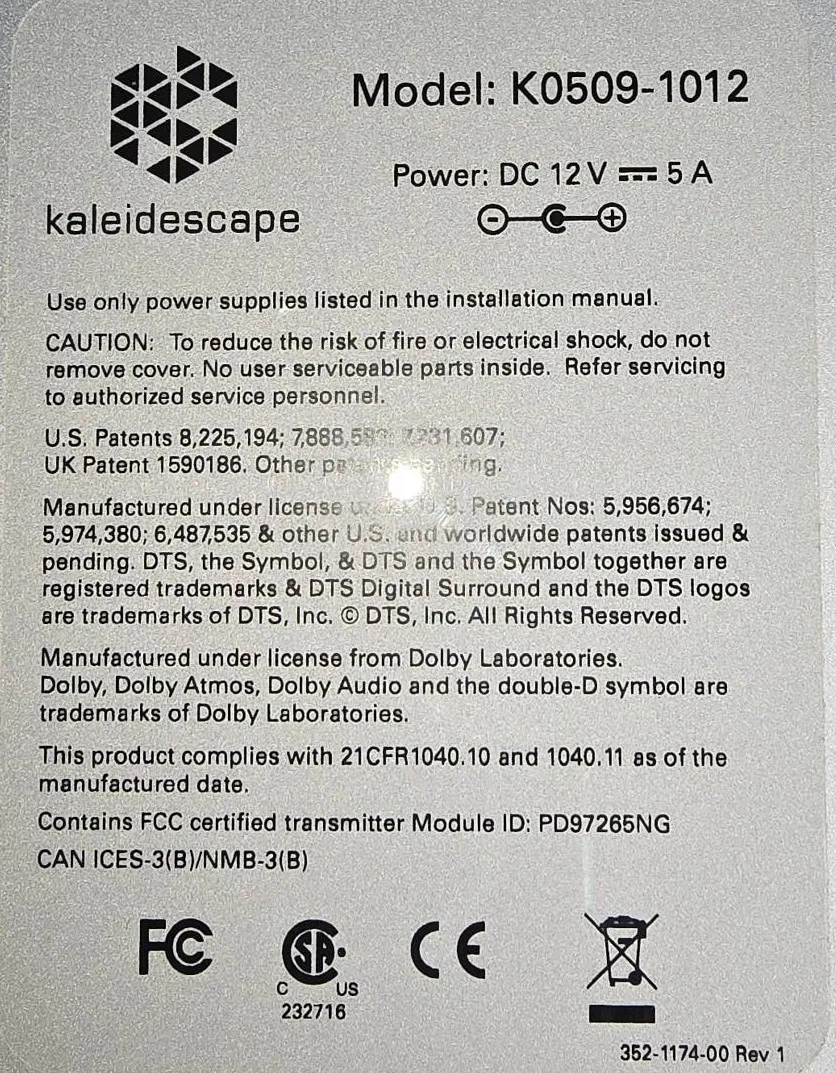 kaleidescape
Model: K0509-1012
Power: DC 12 V 5 A
Use only power supplies listed in the installation manual.
CAUTION: To reduce the risk of fire or electrical shock, do not
remove cover. No user serviceable parts inside. Refer servicing
to authorized service personnel.
U.S. Patents 8,225,194; 607;
UK Patent 1590186. Other
Manufactured under license U.S. Patent Nos: 5,956,674;
5,974,380; 6,487,535 & other U.S. and worldwide patents issued &
pending. DTS, the Symbol, & DTS and the Symbol together are
registered trademarks & DTS Digital Surround and the DTS logos
are trademarks of DTS, Inc. © DTS, Inc. All Rights Reserved.
Manufactured under license from Dolby Laboratories.
Dolby, Dolby Atmos, Dolby Audio and the double-D symbol are
trademarks of Dolby Laboratories.
This product complies with 21CFR1040.10 and 1040.11 as of the
manufactured date.
Contains FCC certified transmitter Module ID: PD97265NG
CAN ICES-3(B)/NMB-3(B)
FC SA CE
C US
232716
352-1174-00 Rev 1